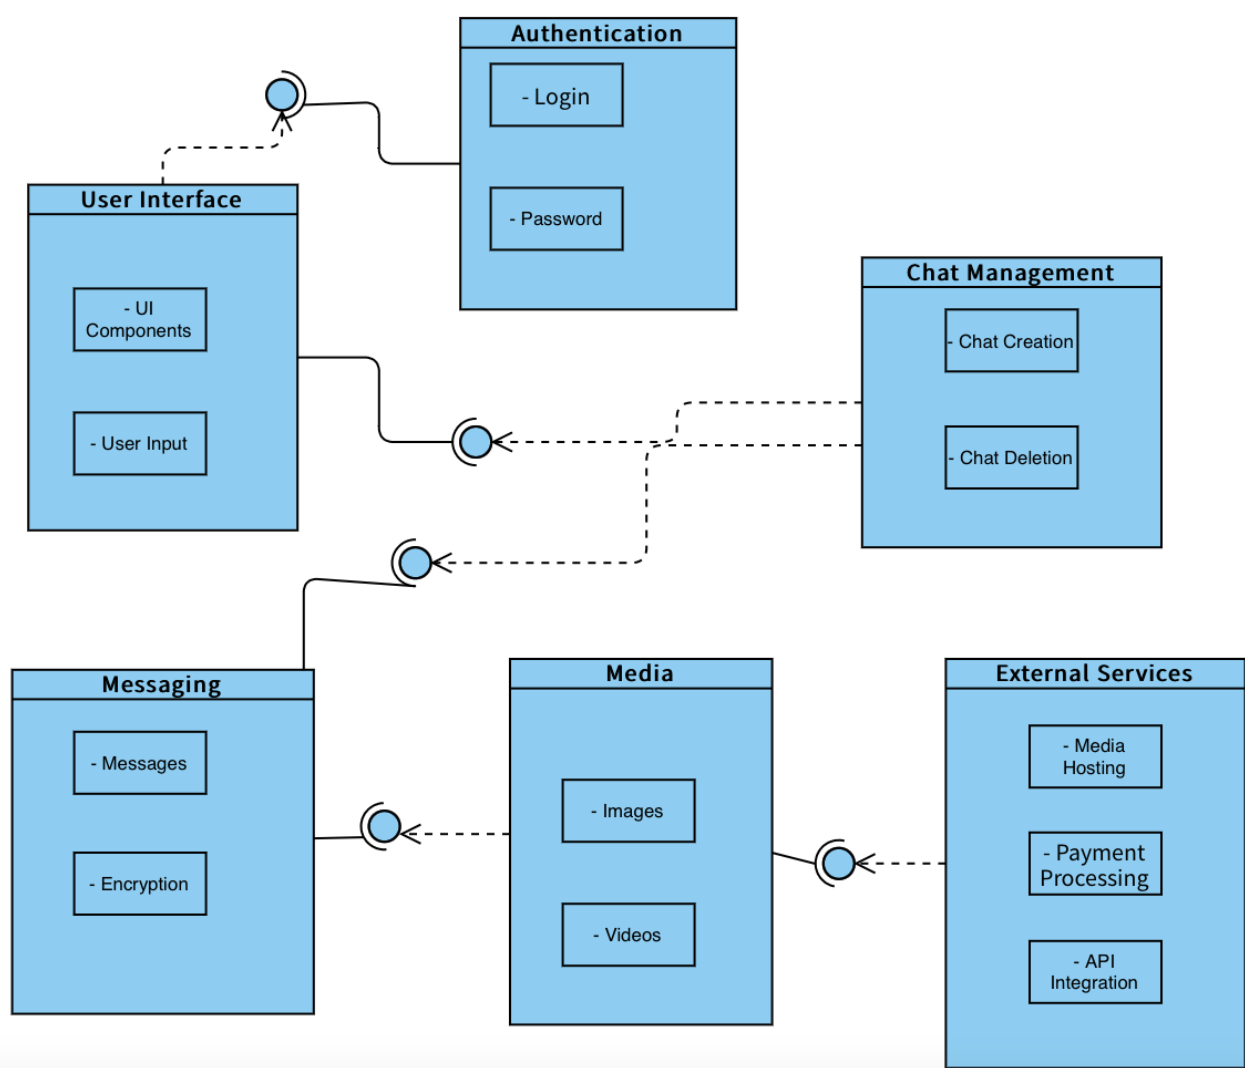 Authentication
- Login
- Password
User Interface
- UI
Components
- User Input
Chat Management
- Chat Creation
- Chat Deletion
Messaging
- Messages
- Encryption
Media
- Images
- Videos
External Services
- Media
Hosting
- Payment
Processing
- API
Integration